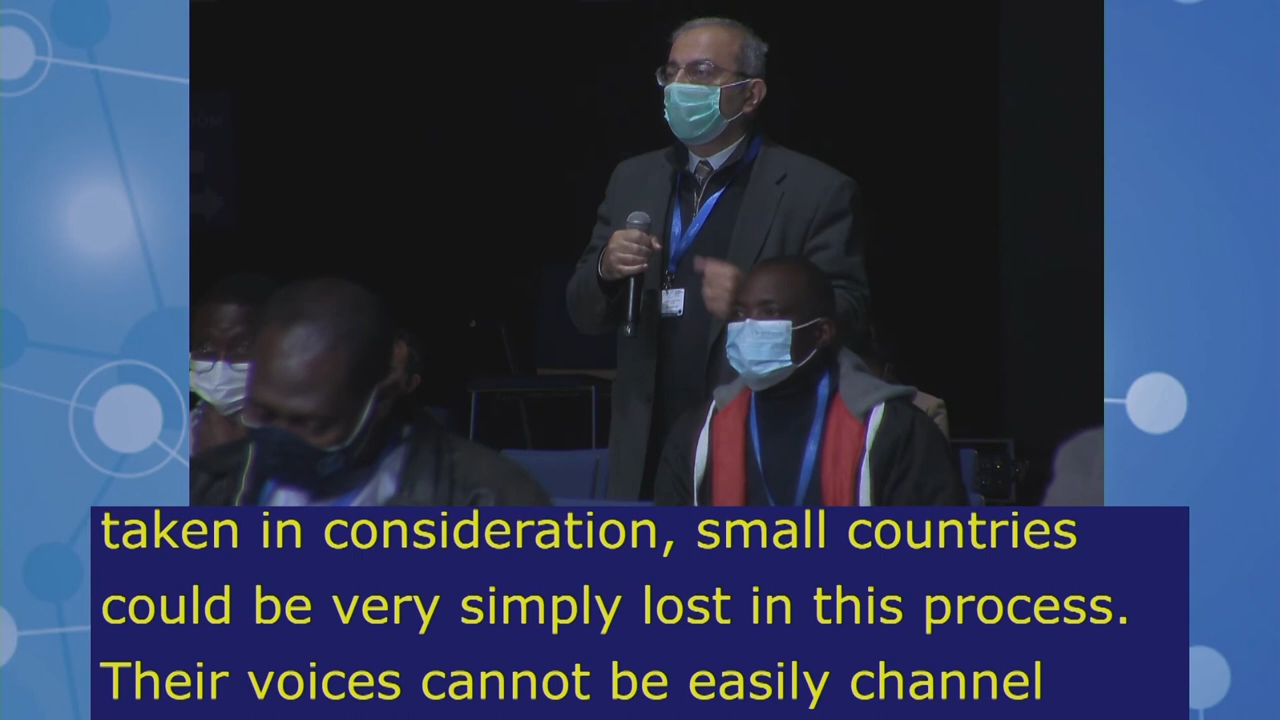 taken in consideration, small countries
could be very simply lost in this process.
Their voices cannot be easily channel